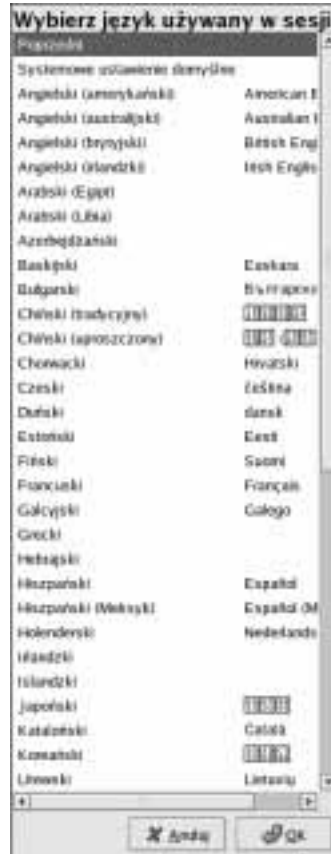 Wybierz język używany w sesji
Poprzedni
Systemowe ustawienie domyślne
Angielski (amerykański) American E
Angielski (australijski) Australian E
Angielski (brytyjski) British Eng
Angielski (irlandzki) Irish Englis
Arabski (Egipt)
Arabski (Libia)
Azerbejdżański
Baskijski Euskara
Bułgarski Българск
Chiński (tradycyjny)
Chiński (uproszczony)
Chorwacki Hrvatski
Czeski čeština
Duński dansk
Estoński Eesti
Fiński Suomi
Francuski Français
Galicyjski Galego
Grecki
Hebrajski
Hiszpański Español
Hiszpański (Meksyk) Español (M
Holenderski Nederlands
Irlandzki
Islandzki
Japoński
Kataloński Català
Koreański
Litewski Lietuvių
Anuluj OK